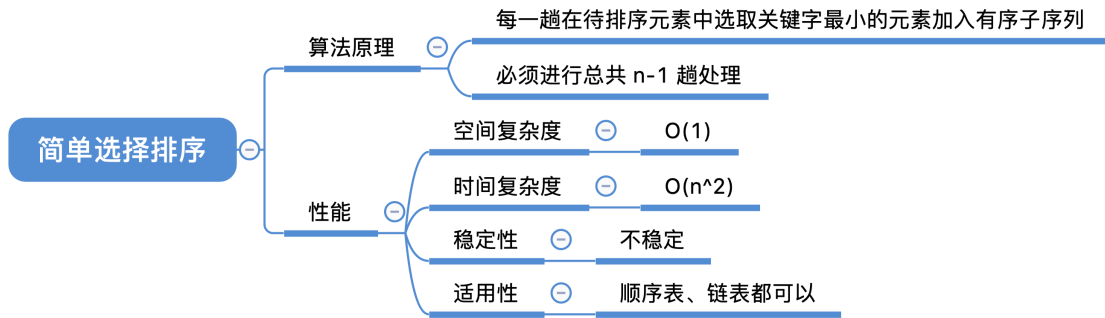 简单选择排序
算法原理
每一趟在待排序元素中选取关键字最小的元素加入有序子序列
必须进行总共 n-1 趟处理
性能
空间复杂度
O(1)
时间复杂度
O(n^2)
稳定性
不稳定
适用性
顺序表、链表都可以